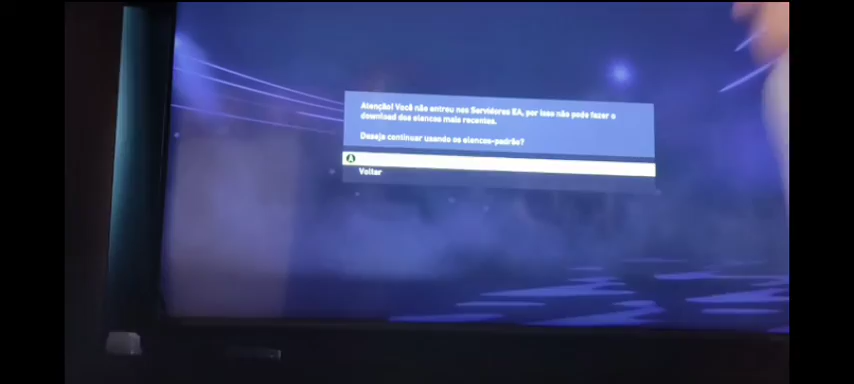 Atenção! Você não entrou nos Servidores EA, por isso não pode fazer o
download dos elencos mais recentes.
Deseja continuar usando os elencos-padrão?
A
Voltar